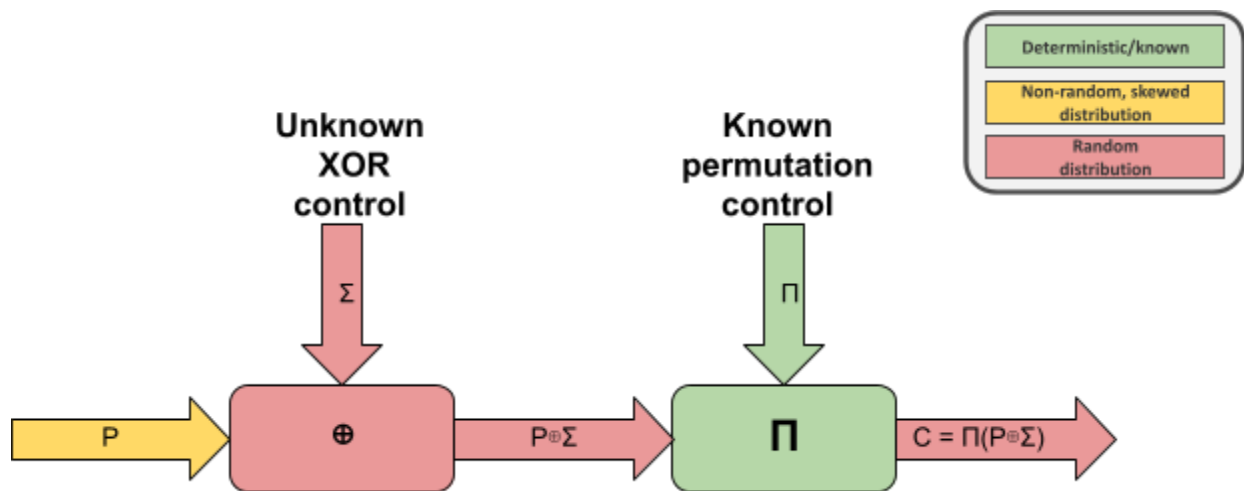 Deterministic/known
Non-random, skewed
distribution
Random
distribution
Unknown
XOR
control
Known
permutation
control
Σ
Π
P
⊕
P⊕Σ
Π
C = Π(P⊕Σ)